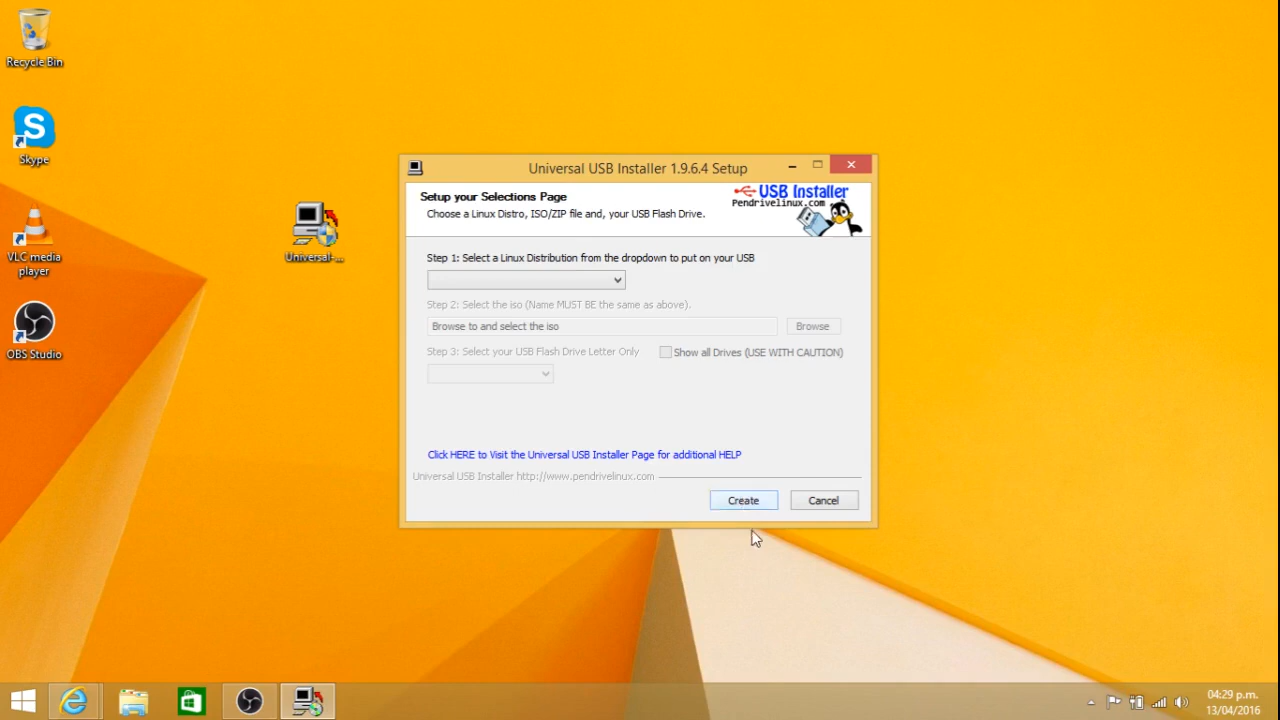 Recycle Bin
Skype
VLC media
player
OBS Studio
Universal-...
Universal USB Installer 1.9.6.4 Setup
Setup your Selections Page
Choose a Linux Distro, ISO/ZIP file and, your USB Flash Drive.
USB Installer
Pendrivelinux.com
Step 1: Select a Linux Distribution from the dropdown to put on your USB
Step 2: Select the iso (Name MUST BE the same as above).
Browse to and select the iso
Browse
Step 3: Select your USB Flash Drive Letter Only
Show all Drives (USE WITH CAUTION)
Click HERE to Visit the Universal USB Installer Page for additional HELP
Universal USB Installer http://www.pendrivelinux.com
Create
Cancel
04:29 p.m.
13/04/2016